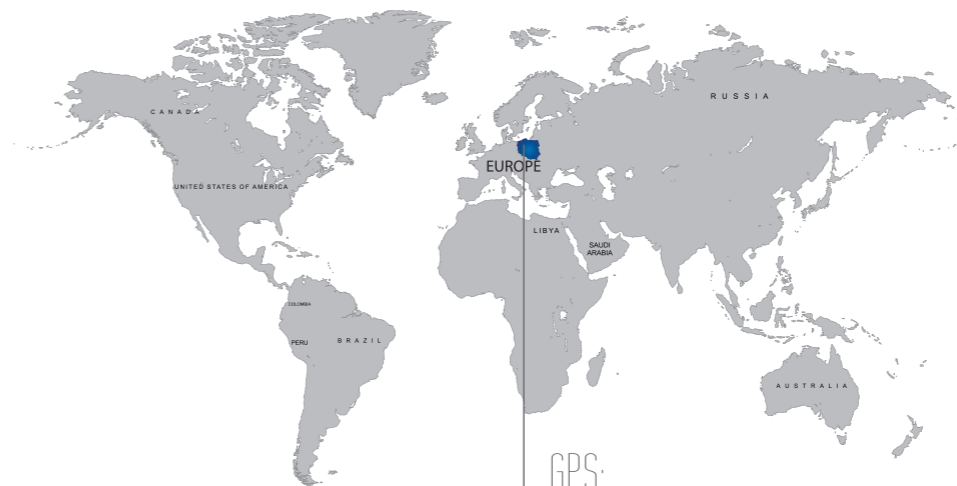 RUSSIA
CANADA
EUROPE
UNITED STATES OF AMERICA
LIBYA
SAUDI
ARABIA
COLOMBIA
PERU
BRAZIL
AUSTRALIA
GPS: